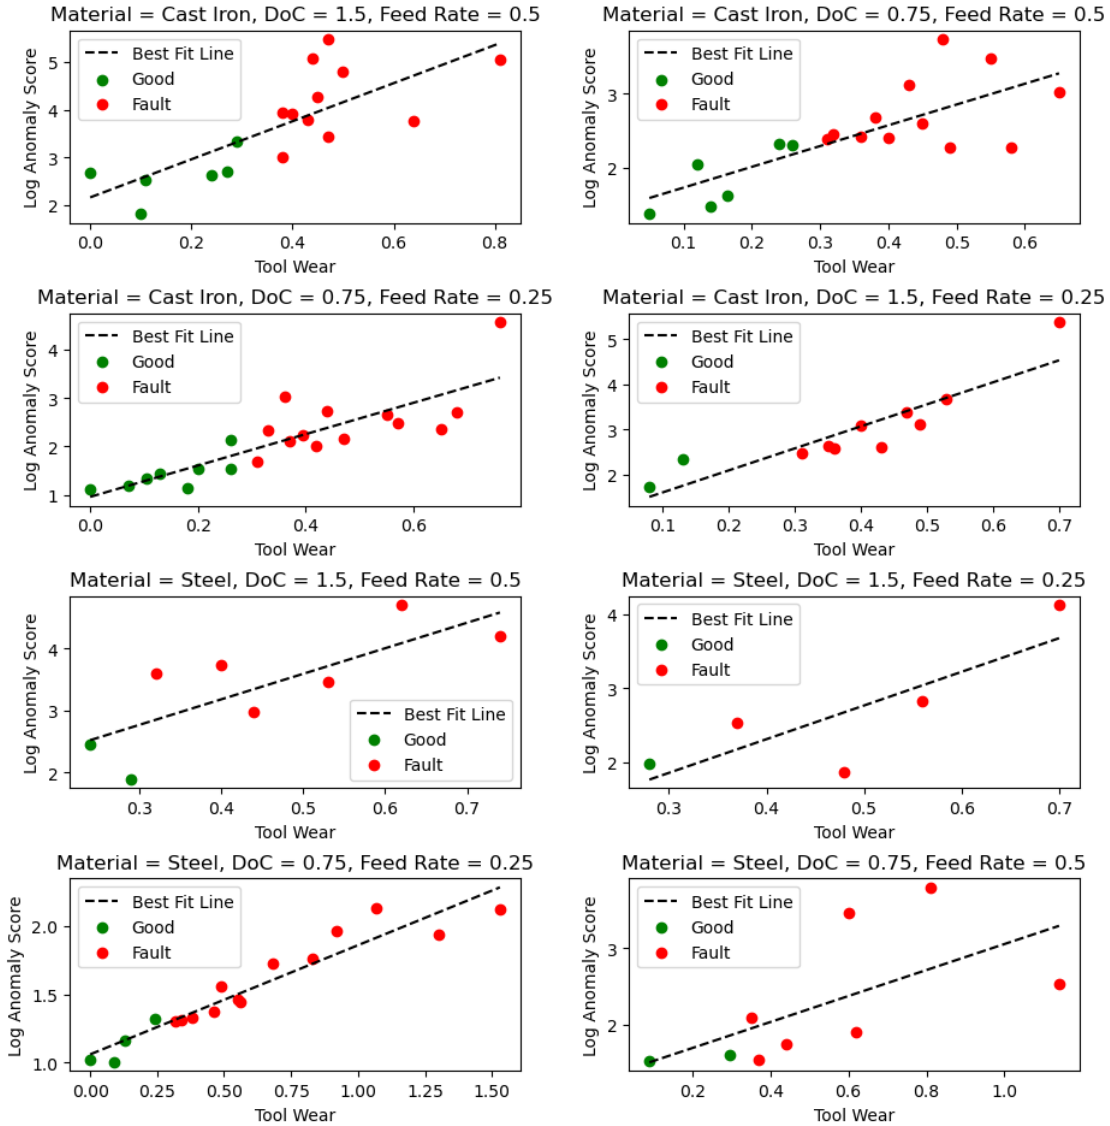 Material = Cast Iron, DoC = 1.5, Feed Rate = 0.5
Log Anomaly Score
5
4
3
2
Best Fit Line
Good
Fault
0.0 0.2 0.4 0.6 0.8
Tool Wear
Material = Cast Iron, DoC = 0.75, Feed Rate = 0.5
Log Anomaly Score
3
2
Best Fit Line
Good
Fault
0.1 0.2 0.3 0.4 0.5 0.6
Tool Wear
Material = Cast Iron, DoC = 0.75, Feed Rate = 0.25
Log Anomaly Score
4
3
2
1
Best Fit Line
Good
Fault
0.0 0.2 0.4 0.6
Tool Wear
Material = Cast Iron, DoC = 1.5, Feed Rate = 0.25
Log Anomaly Score
5
4
3
2
Best Fit Line
Good
Fault
0.1 0.2 0.3 0.4 0.5 0.6 0.7
Tool Wear
Material = Steel, DoC = 1.5, Feed Rate = 0.5
Log Anomaly Score
4
3
2
Best Fit Line
Good
Fault
0.3 0.4 0.5 0.6 0.7
Tool Wear
Material = Steel, DoC = 1.5, Feed Rate = 0.25
Log Anomaly Score
4
3
2
Best Fit Line
Good
Fault
0.3 0.4 0.5 0.6 0.7
Tool Wear
Material = Steel, DoC = 0.75, Feed Rate = 0.25
Log Anomaly Score
2.0
1.5
1.0
Best Fit Line
Good
Fault
0.00 0.25 0.50 0.75 1.00 1.25 1.50
Tool Wear
Material = Steel, DoC = 0.75, Feed Rate = 0.5
Log Anomaly Score
3
2
Best Fit Line
Good
Fault
0.2 0.4 0.6 0.8 1.0
Tool Wear